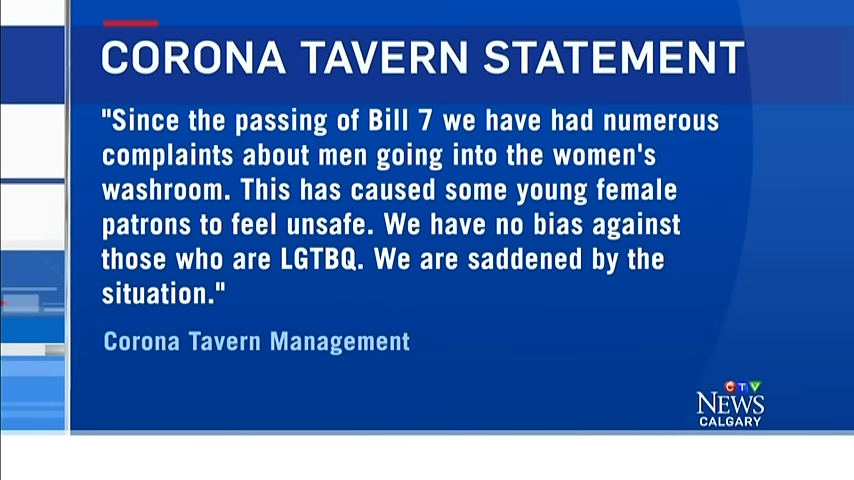 CORONA TAVERN STATEMENT
"Since the passing of Bill 7 we have had numerous
complaints about men going into the women's
washroom. This has caused some young female
patrons to feel unsafe. We have no bias against
those who are LGTBQ. We are saddened by the
situation."
Corona Tavern Management
CTV
NEWS
CALGARY